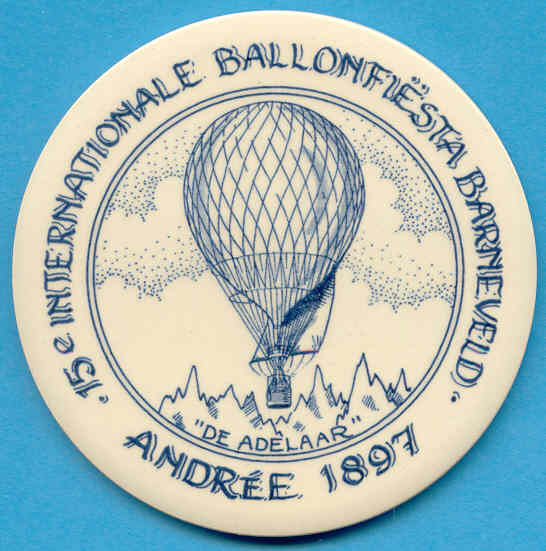 15e INTERNATIONALE BALLONFIËSTA BARNEVELD
"DE ADELAAR"
ANDRÉE 1897